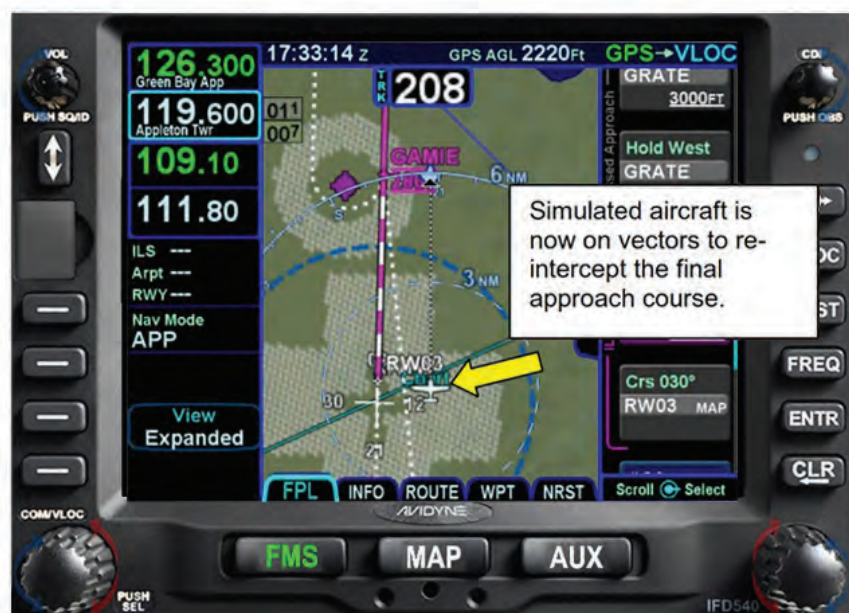 VOL
PUSH SQ/ID
126.300
Green Bay App
119.600
Appleton Twr
109.10
111.80
ILS ---
Arpt ---
RWY ---
Nav Mode
APP
View
Expanded
COM/VLOC
PUSH
SEL
17:33:14 Z
GPS AGL 2220Ft
GPS→VLOC
TRK
208
011
007
GAMIE
6 NM
S
3 NM
RW03
30
12
21
FPL
INFO
ROUTE
WPT
NRST
GRATE
3000FT
Hold West
GRATE
Simulated aircraft is
now on vectors to re-
intercept the final
approach course.
Crs 030°
RW03 MAP
Scroll Select
CDI
PUSH OBS
FREQ
ENTR
CLR
AVIDYNE
FMS
MAP
AUX
IFD540